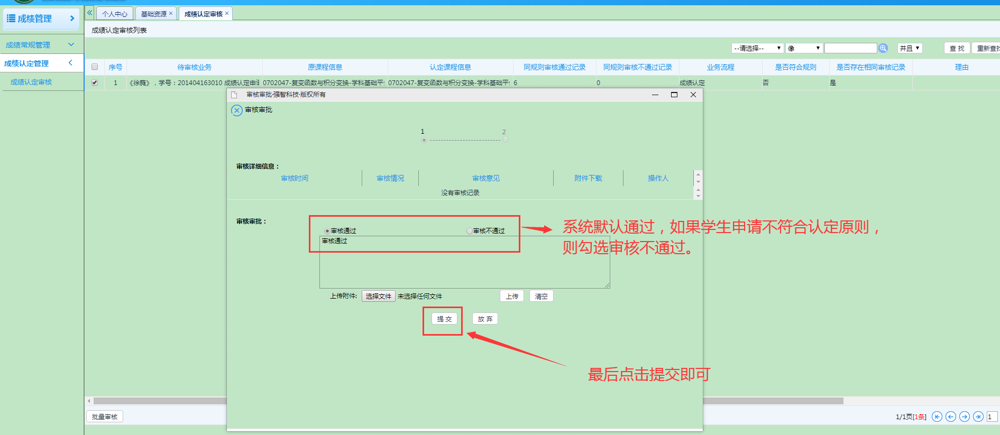 成绩管理
个人中心
基础资源
成绩认定审核
成绩认定审核列表
成绩常规管理
成绩认定管理
成绩认定审核
--请选择--
像
并且
查 找
重新查找
序号
待审核业务
原课程信息
认定课程信息
同规则审核通过记录
同规则审核不通过记录
业务流程
是否符合规则
是否存在相同审核记录
理由
1
《徐蕤》，学号：201404163010 成绩认定申请
0702047-复变函数与积分变换-学科基础平台
0702047-复变函数与积分变换-学科基础平台
6
0
成绩认定
否
是
审核审批·强智科技·版权所有
审核审批
1
2
审核详细信息：
审核时间
审核情况
审核意见
附件下载
操作人
没有审核记录
审核审批：
审核通过
审核不通过
审核通过
系统默认通过，如果学生申请不符合认定原则，
则勾选审核不通过。
上传附件:
选择文件
未选择任何文件
上传
清空
提 交
放 弃
最后点击提交即可
批量审核
1/1页[1条]
1